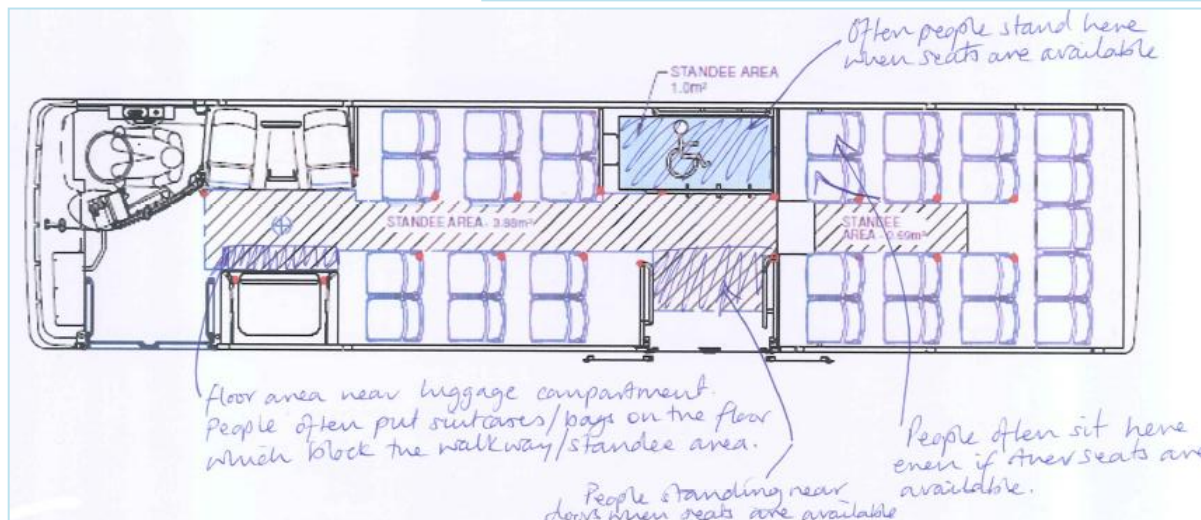 Often people stand here
when seats are available
STANDEE AREA
1.0m²
STANDEE AREA - 3.88m²
STANDEE
AREA - 0.69m²
floor area near luggage compartment.
People often put suitcases/bags on the floor
which block the walkway/standee area.
People often sit here
even if other seats are
available.
People standing near
doors when seats are available